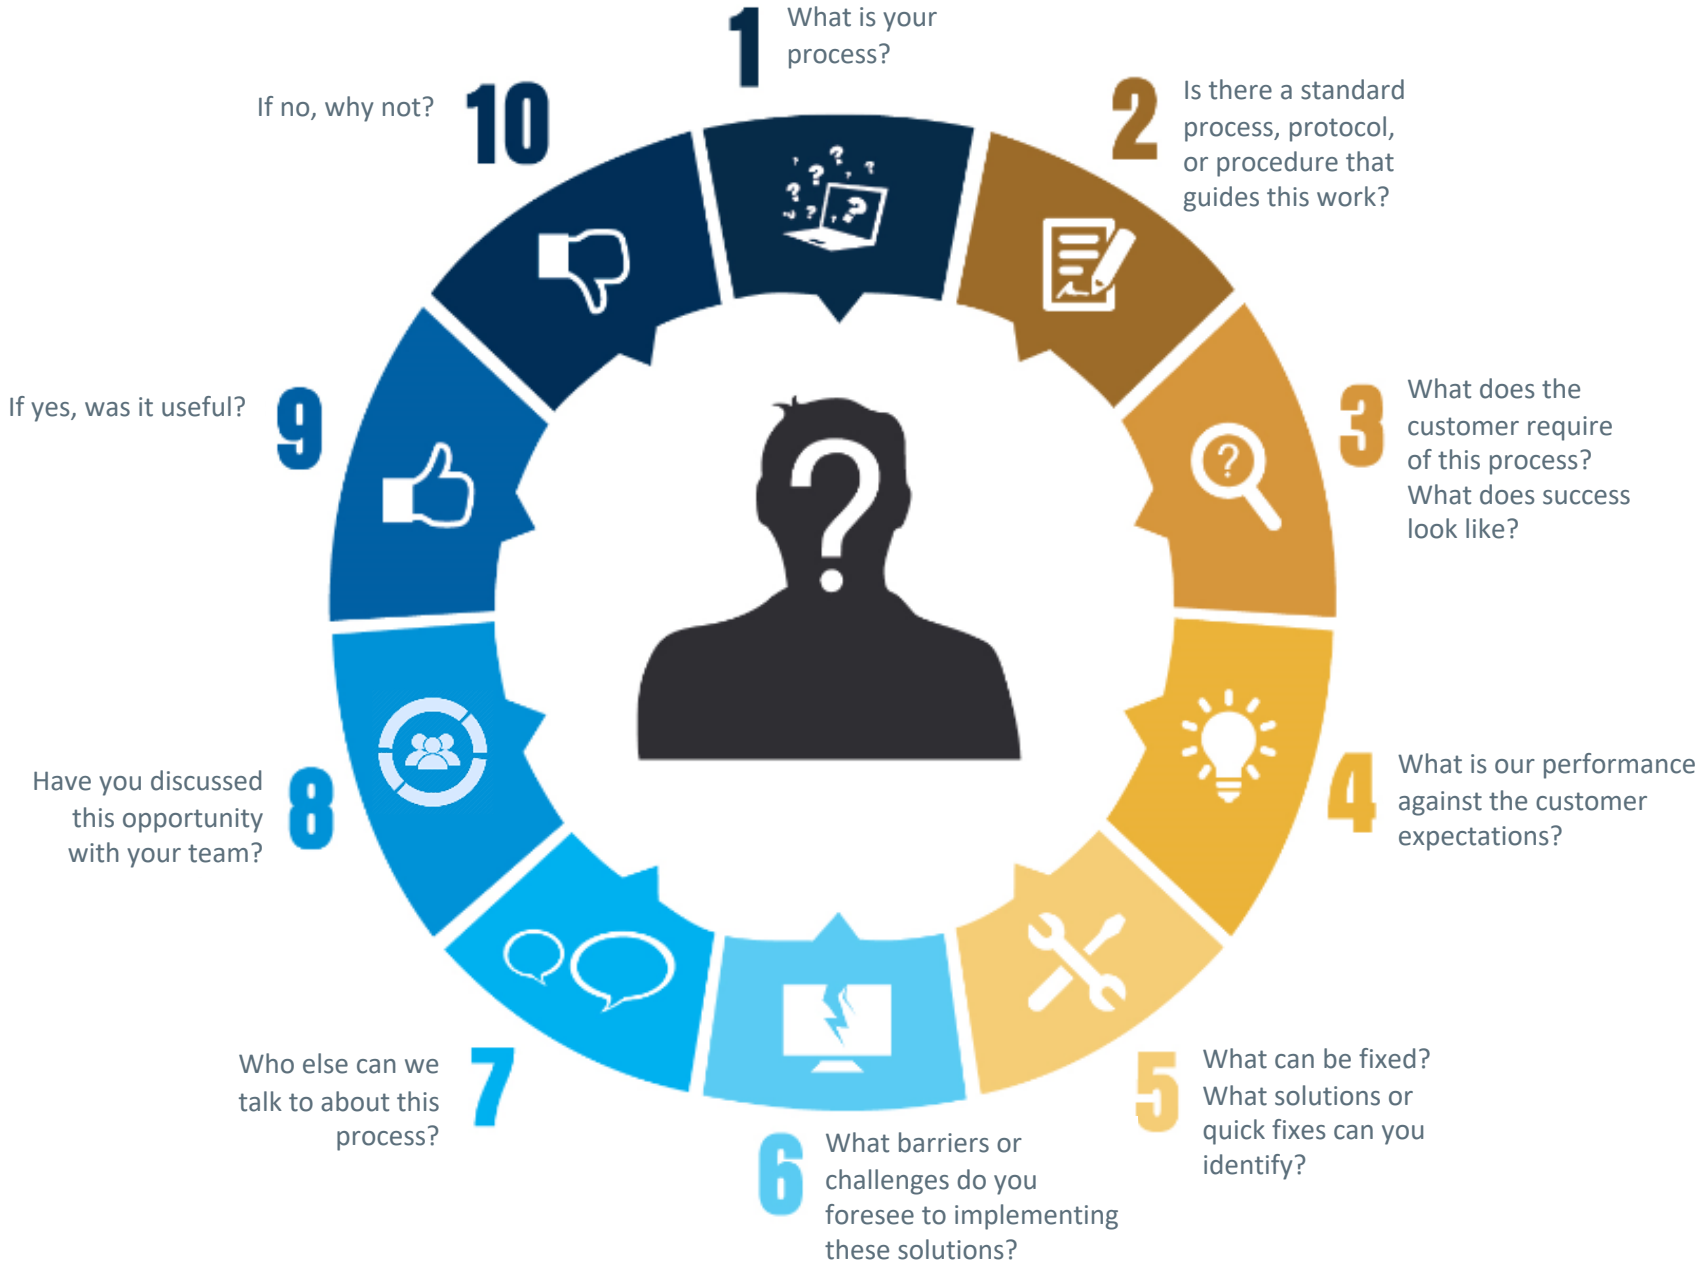 1
What is your
process?
2
Is there a standard
process, protocol,
or procedure that
guides this work?
3
What does the
customer require
of this process?
What does success
look like?
4
What is our performance
against the customer
expectations?
5
What can be fixed?
What solutions or
quick fixes can you
identify?
6
What barriers or
challenges do you
foresee to implementing
these solutions?
7
Who else can we
talk to about this
process?
8
Have you discussed
this opportunity
with your team?
9
If yes, was it useful?
10
If no, why not?